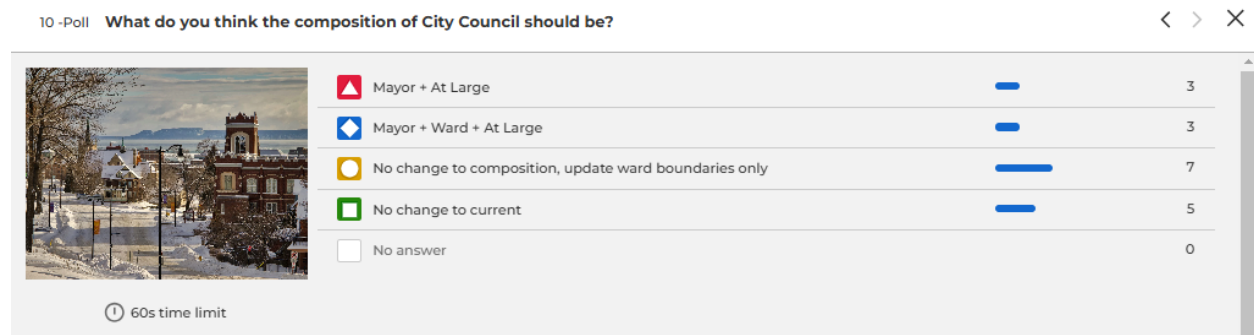 10 -Poll What do you think the composition of City Council should be?
Mayor + At Large 3
Mayor + Ward + At Large 3
No change to composition, update ward boundaries only 7
No change to current 5
No answer 0
60s time limit